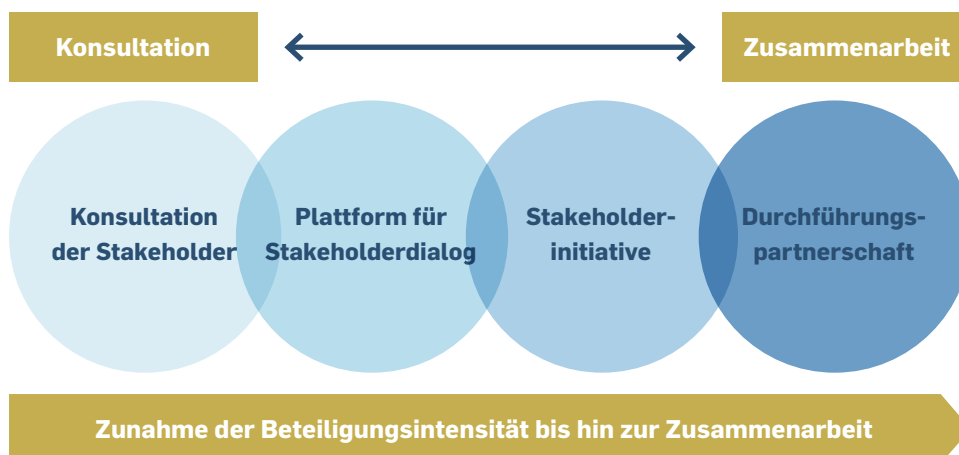 Konsultation
Zusammenarbeit
Konsultation
der Stakeholder
Plattform für
Stakeholderdialog
Stakeholder-
initiative
Durchführungs-
partnerschaft
Zunahme der Beteiligungsintensität bis hin zur Zusammenarbeit